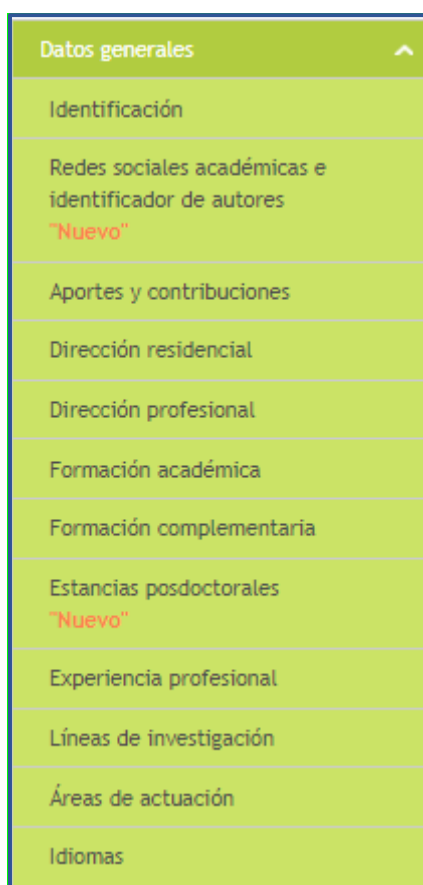 Datos generales
Identificación
Redes sociales académicas e
identificador de autores
"Nuevo"
Aportes y contribuciones
Dirección residencial
Dirección profesional
Formación académica
Formación complementaria
Estancias posdoctorales
"Nuevo"
Experiencia profesional
Líneas de investigación
Áreas de actuación
Idiomas